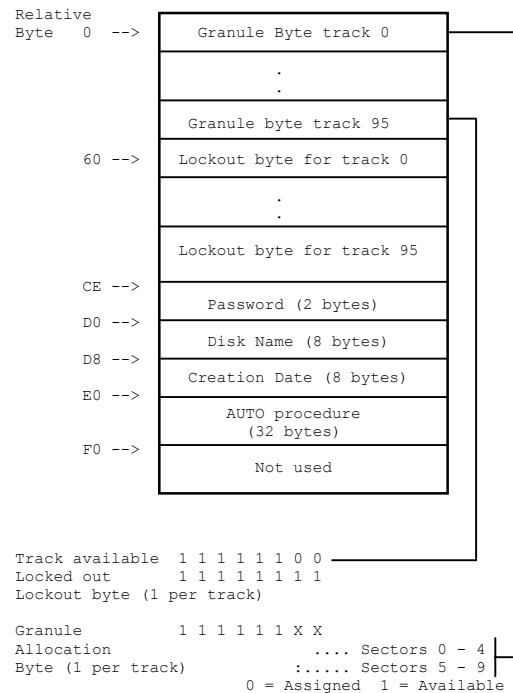 Relative
Byte 0 -->
Granule Byte track 0
.
.
Granule byte track 95
60 -->
Lockout byte for track 0
.
.
Lockout byte for track 95
CE -->
Password (2 bytes)
D0 -->
Disk Name (8 bytes)
D8 -->
Creation Date (8 bytes)
E0 -->
AUTO procedure
(32 bytes)
F0 -->
Not used
Track available 1 1 1 1 1 1 0 0
Locked out 1 1 1 1 1 1 1 1
Lockout byte (1 per track)
Granule 1 1 1 1 1 1 X X
Allocation .... Sectors 0 - 4
Byte (1 per track) :..... Sectors 5 - 9
0 = Assigned 1 = Available